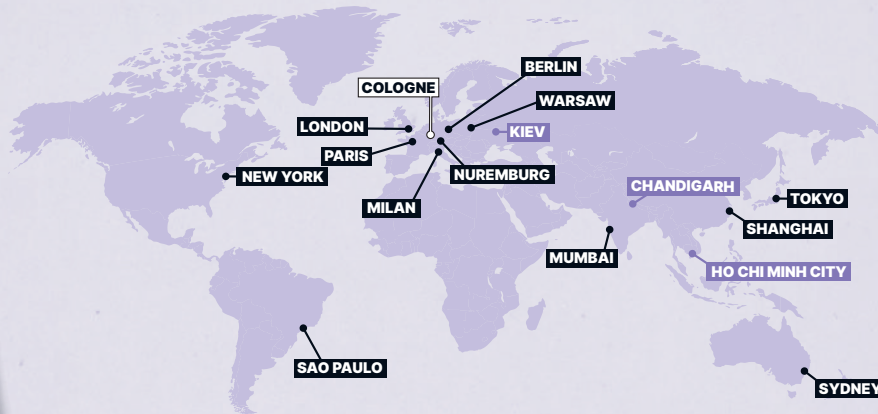 BERLIN
COLOGNE
WARSAW
LONDON
KIEV
PARIS
NEW YORK
NUREMBURG
CHANDIGARH
TOKYO
MILAN
SHANGHAI
MUMBAI
HO CHI MINH CITY
SAO PAULO
SYDNEY